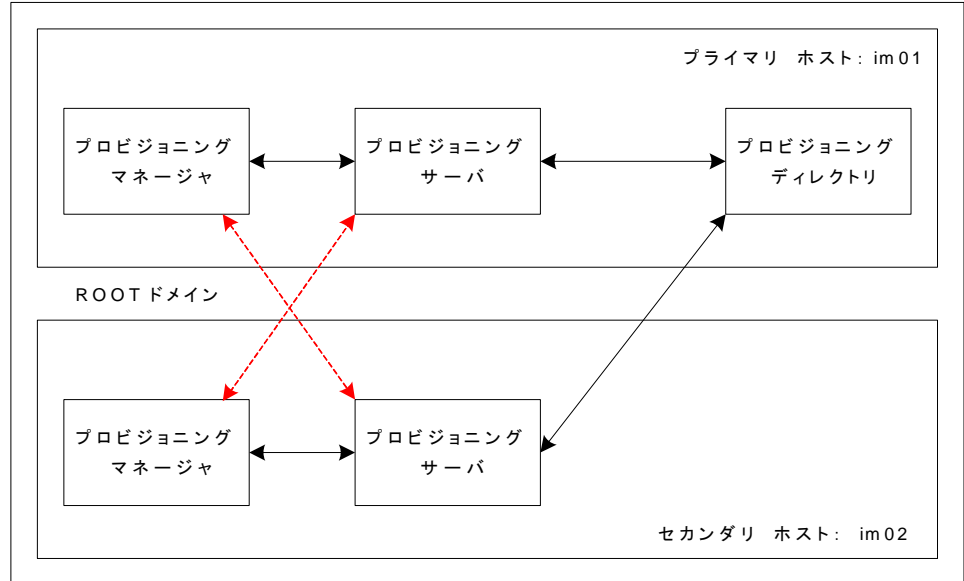 プライマリ ホスト: im01
プロビジョニング
マネージャ
プロビジョニング
サーバ
プロビジョニング
ディレクトリ
ROOTドメイン
プロビジョニング
マネージャ
プロビジョニング
サーバ
セカンダリ ホスト: im02